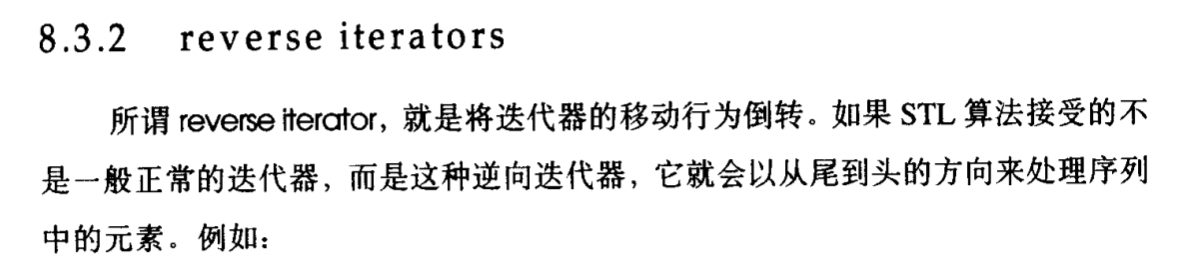 8.3.2 reverse iterators
所谓 reverse iterator，就是将迭代器的移动行为倒转。如果 STL 算法接受的不
是一般正常的迭代器，而是这种逆向迭代器，它就会以从尾到头的方向来处理序列
中的元素。例如：